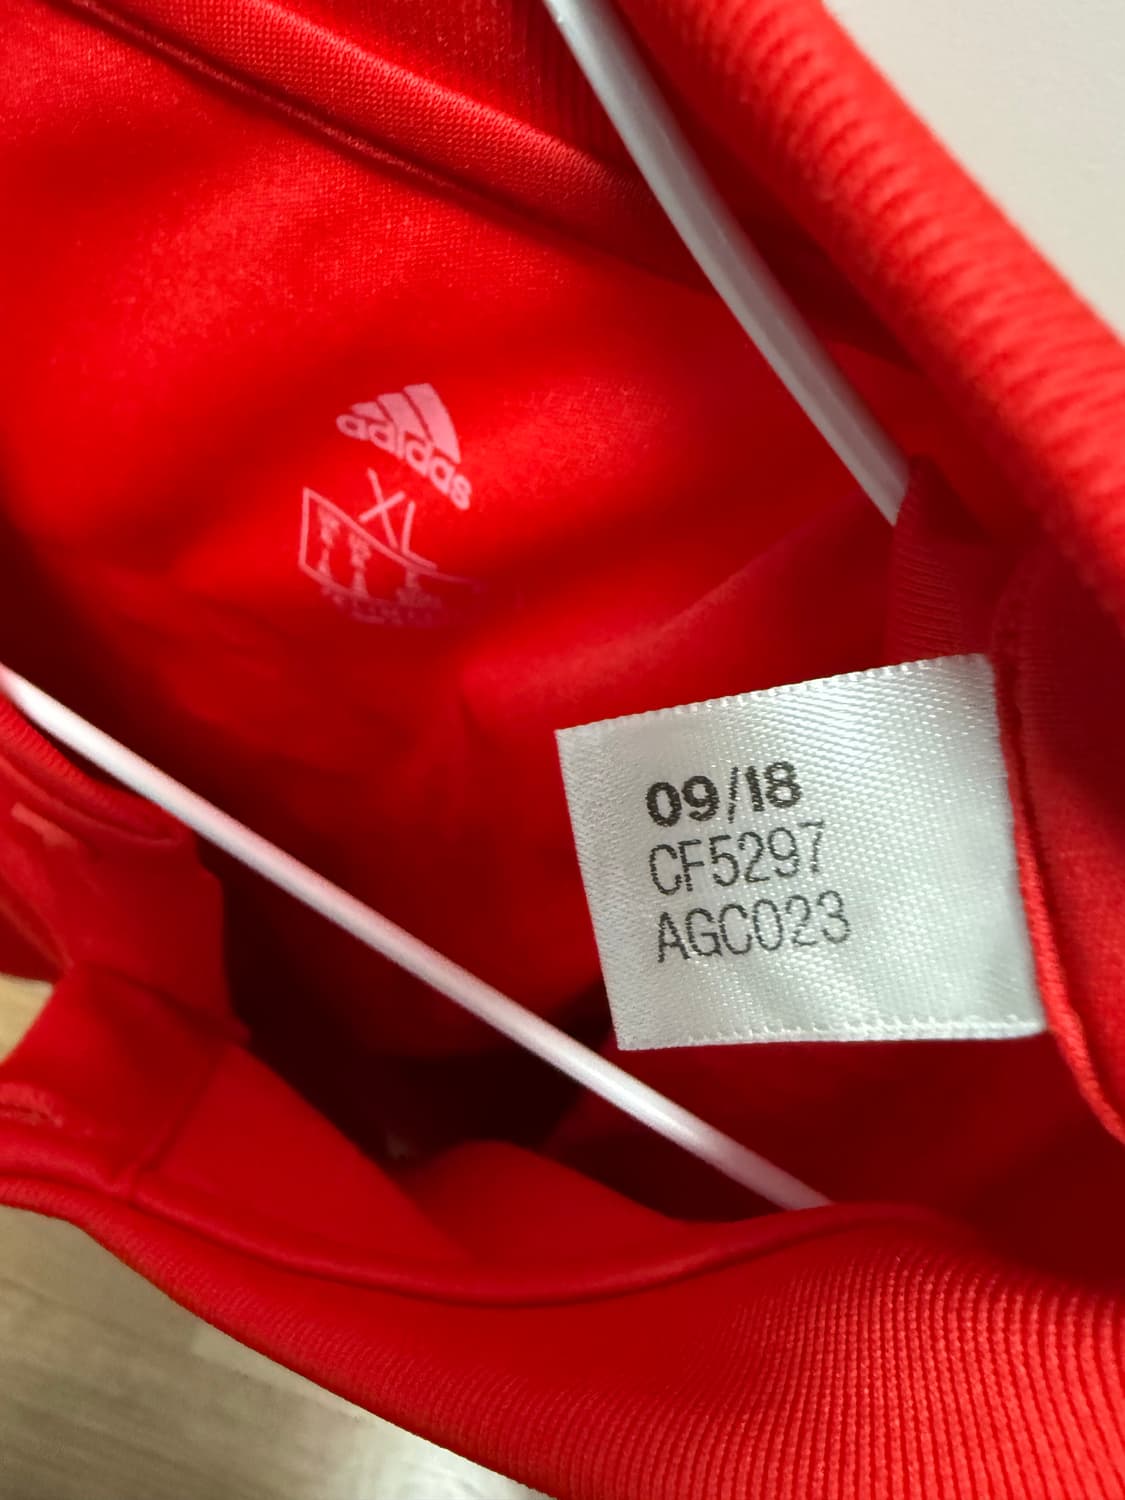 adidas
XL
09/18
CF5297
AGC023